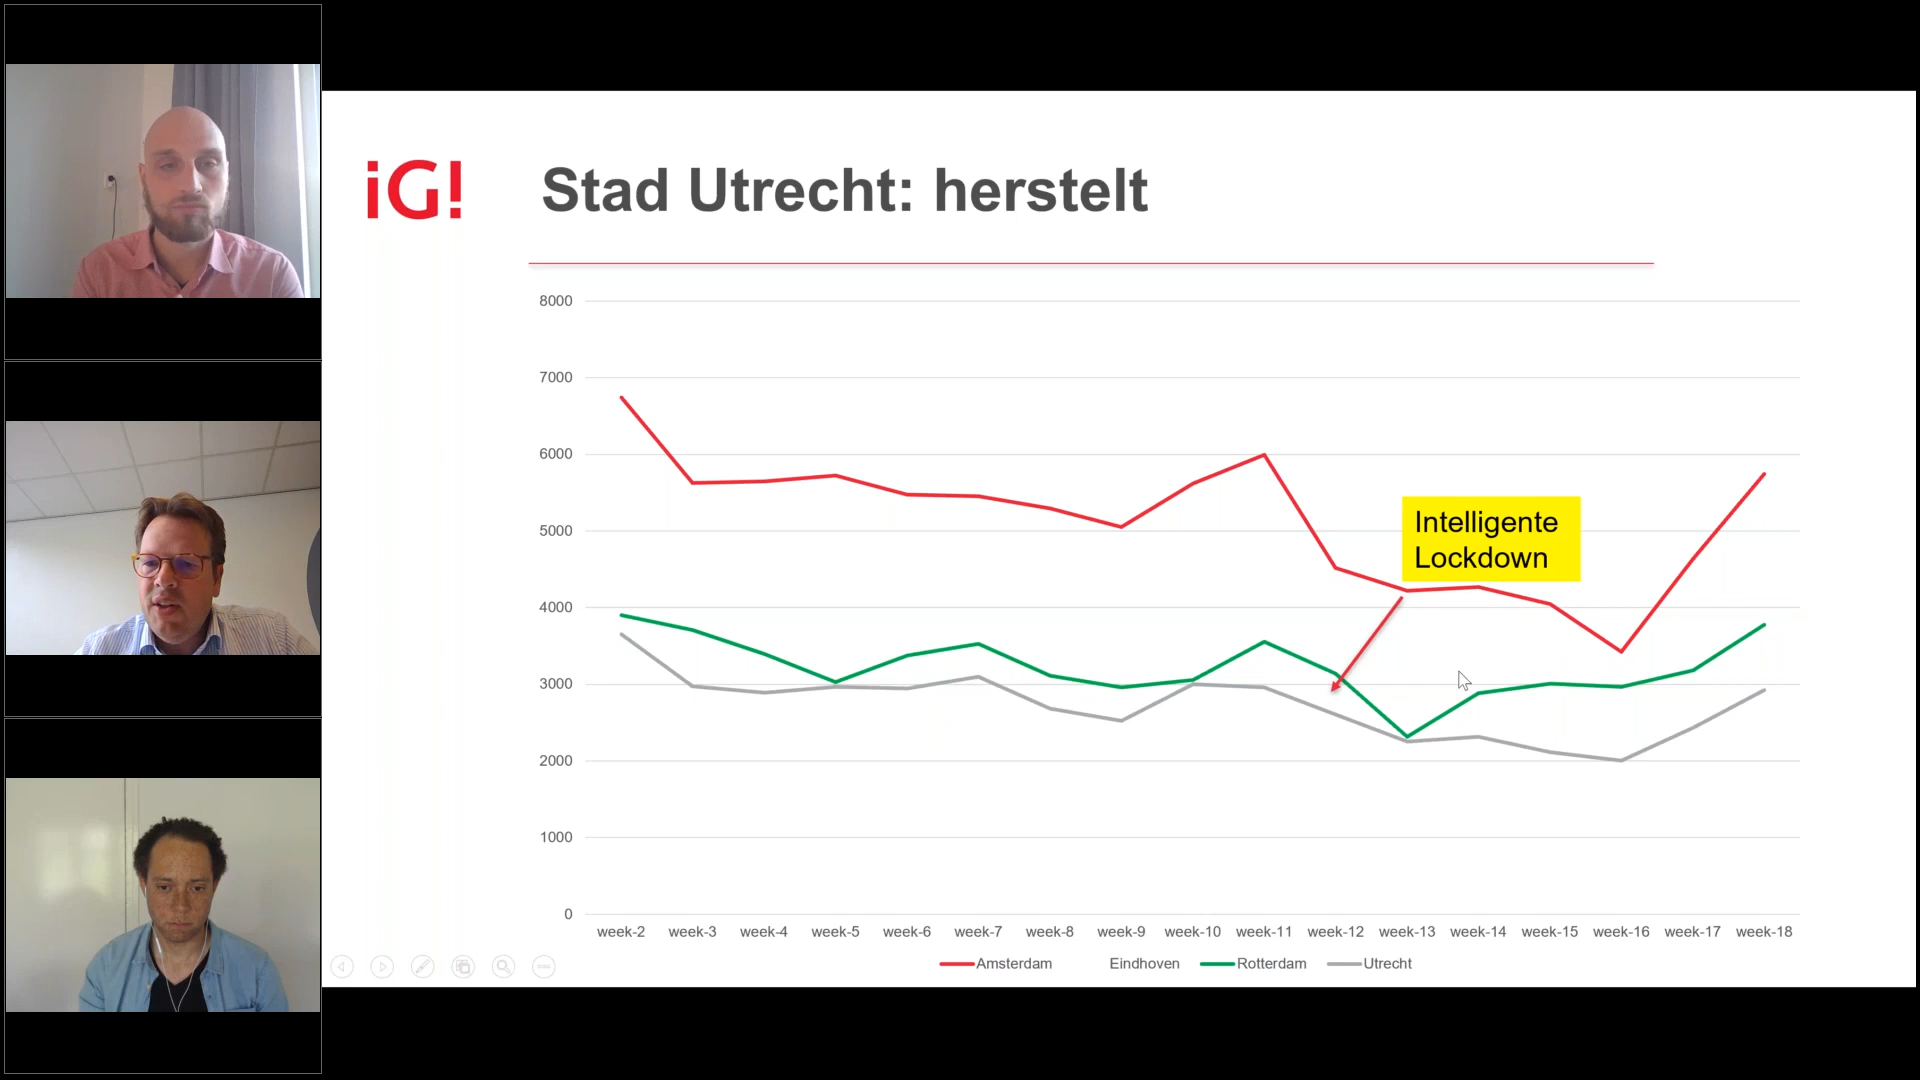 iG!
Stad Utrecht: herstelt
8000
7000
6000
5000
4000
3000
2000
1000
0
Intelligente
Lockdown
week-2 week-3 week-4 week-5 week-6 week-7 week-8 week-9 week-10 week-11 week-12 week-13 week-14 week-15 week-16 week-17 week-18
Amsterdam Eindhoven Rotterdam Utrecht